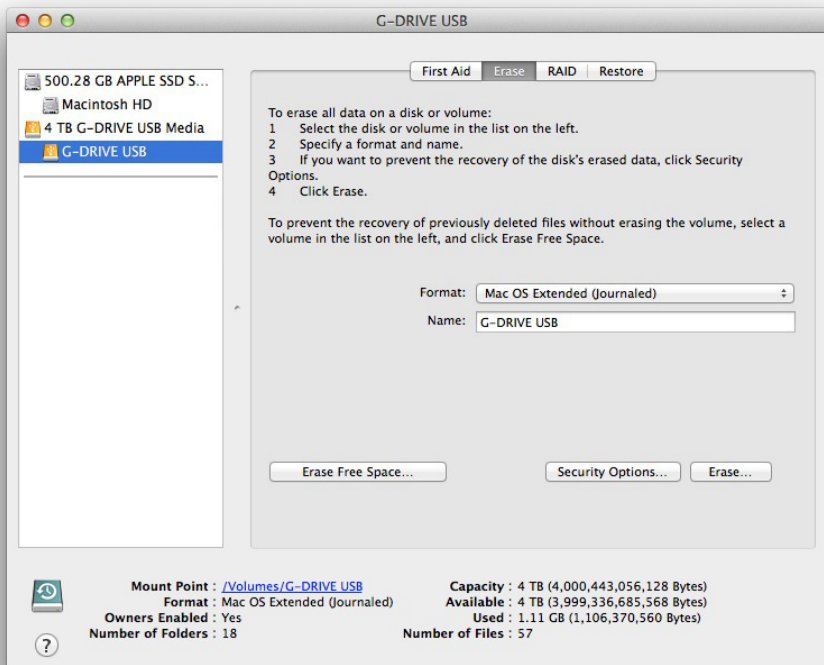 G-DRIVE USB
500.28 GB APPLE SSD S...
Macintosh HD
4 TB G-DRIVE USB Media
G-DRIVE USB
First Aid Erase RAID Restore
To erase all data on a disk or volume:
1 Select the disk or volume in the list on the left.
2 Specify a format and name.
3 If you want to prevent the recovery of the disk's erased data, click Security
Options.
4 Click Erase.
To prevent the recovery of previously deleted files without erasing the volume, select a
volume in the list on the left, and click Erase Free Space.
Format: Mac OS Extended (Journaled)
Name: G-DRIVE USB
Erase Free Space... Security Options... Erase...
Mount Point : /Volumes/G-DRIVE USB Capacity : 4 TB (4,000,443,056,128 Bytes)
Format : Mac OS Extended (Journaled) Available : 4 TB (3,999,336,685,568 Bytes)
Owners Enabled : Yes Used : 1.11 GB (1,106,370,560 Bytes)
Number of Folders : 18 Number of Files : 57
?